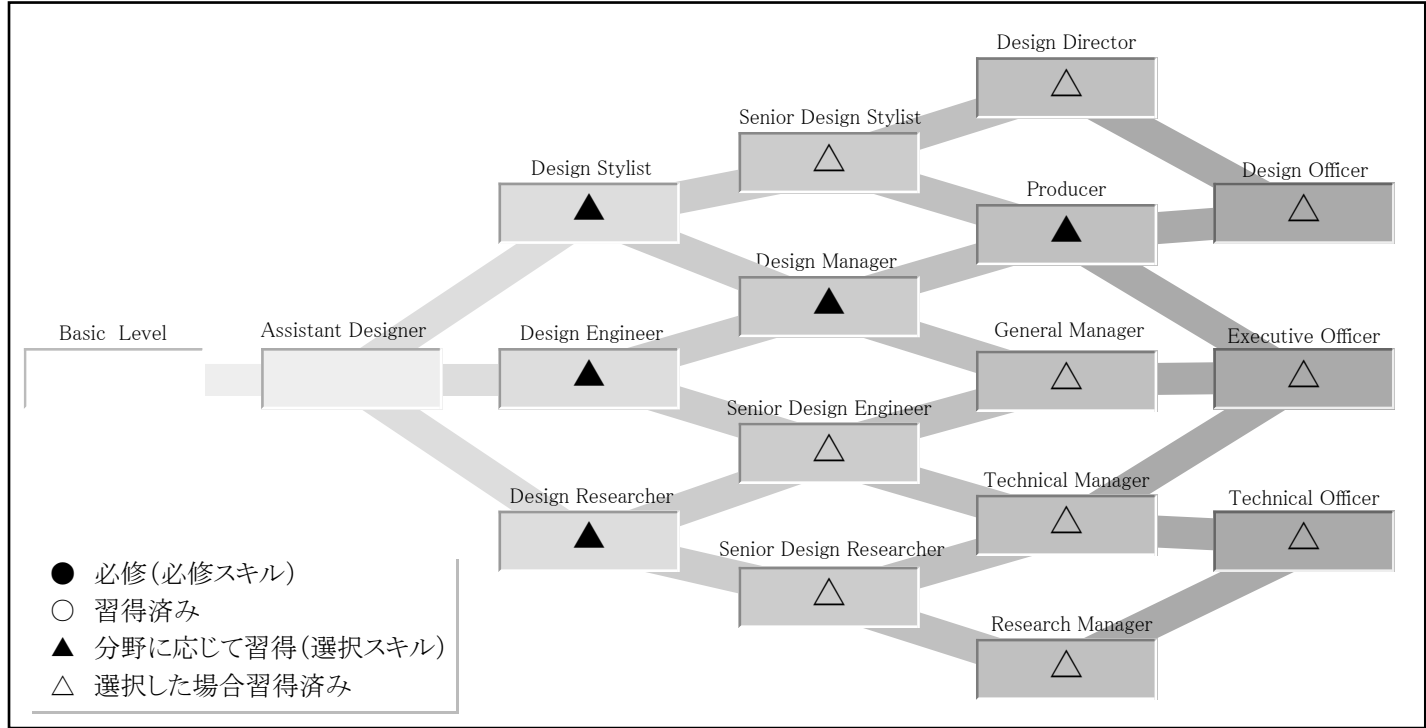 Design Director
△
Senior Design Stylist
△
Design Stylist
▲
Design Officer
△
Producer
▲
Design Manager
▲
Basic Level
Assistant Designer
Design Engineer
▲
General Manager
△
Executive Officer
△
Senior Design Engineer
△
Technical Manager
△
Design Researcher
▲
Technical Officer
△
Senior Design Researcher
△
Research Manager
△
● 必修(必修スキル)
○ 習得済み
▲ 分野に応じて習得(選択スキル)
△ 選択した場合習得済み